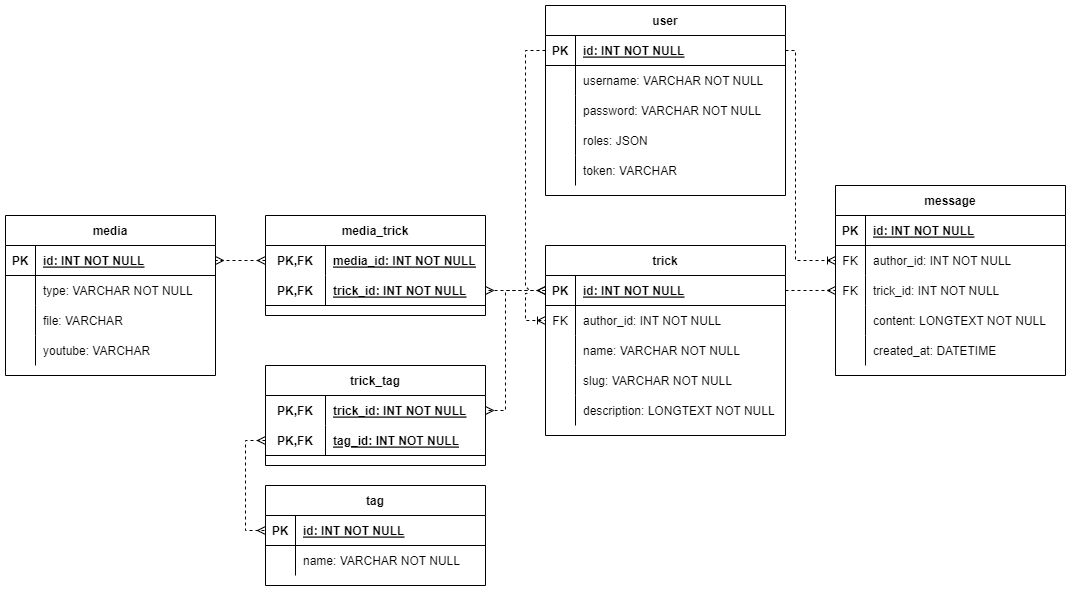 user
PK id: INT NOT NULL
username: VARCHAR NOT NULL
password: VARCHAR NOT NULL
roles: JSON
token: VARCHAR
message
PK id: INT NOT NULL
FK author_id: INT NOT NULL
FK trick_id: INT NOT NULL
content: LONGTEXT NOT NULL
created_at: DATETIME
media
PK id: INT NOT NULL
type: VARCHAR NOT NULL
file: VARCHAR
youtube: VARCHAR
media_trick
PK,FK media_id: INT NOT NULL
PK,FK trick_id: INT NOT NULL
trick
PK id: INT NOT NULL
FK author_id: INT NOT NULL
name: VARCHAR NOT NULL
slug: VARCHAR NOT NULL
description: LONGTEXT NOT NULL
trick_tag
PK,FK trick_id: INT NOT NULL
PK,FK tag_id: INT NOT NULL
tag
PK id: INT NOT NULL
name: VARCHAR NOT NULL